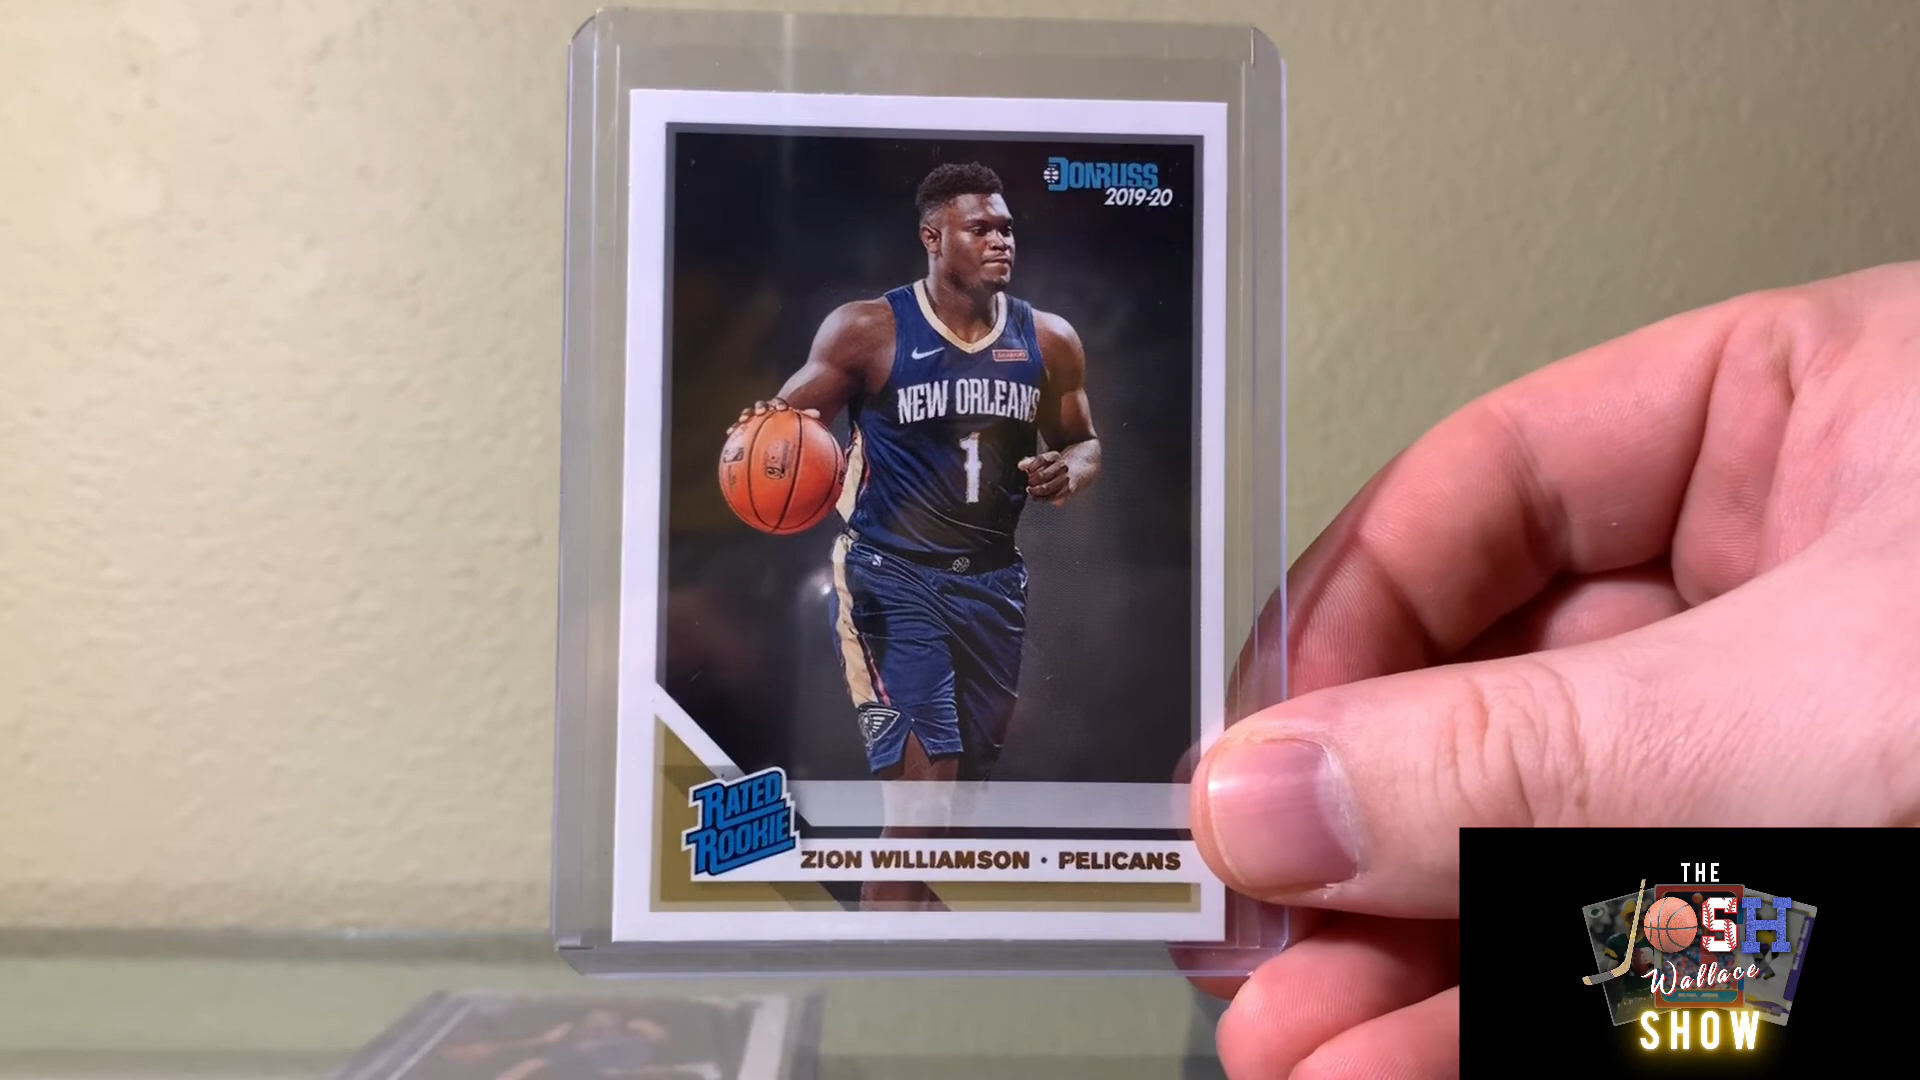 DONRUSS
2019-20
NEW ORLEANS
1
RATED
ROOKIE
ZION WILLIAMSON • PELICANS
THE
JOSH
Wallace
SHOW